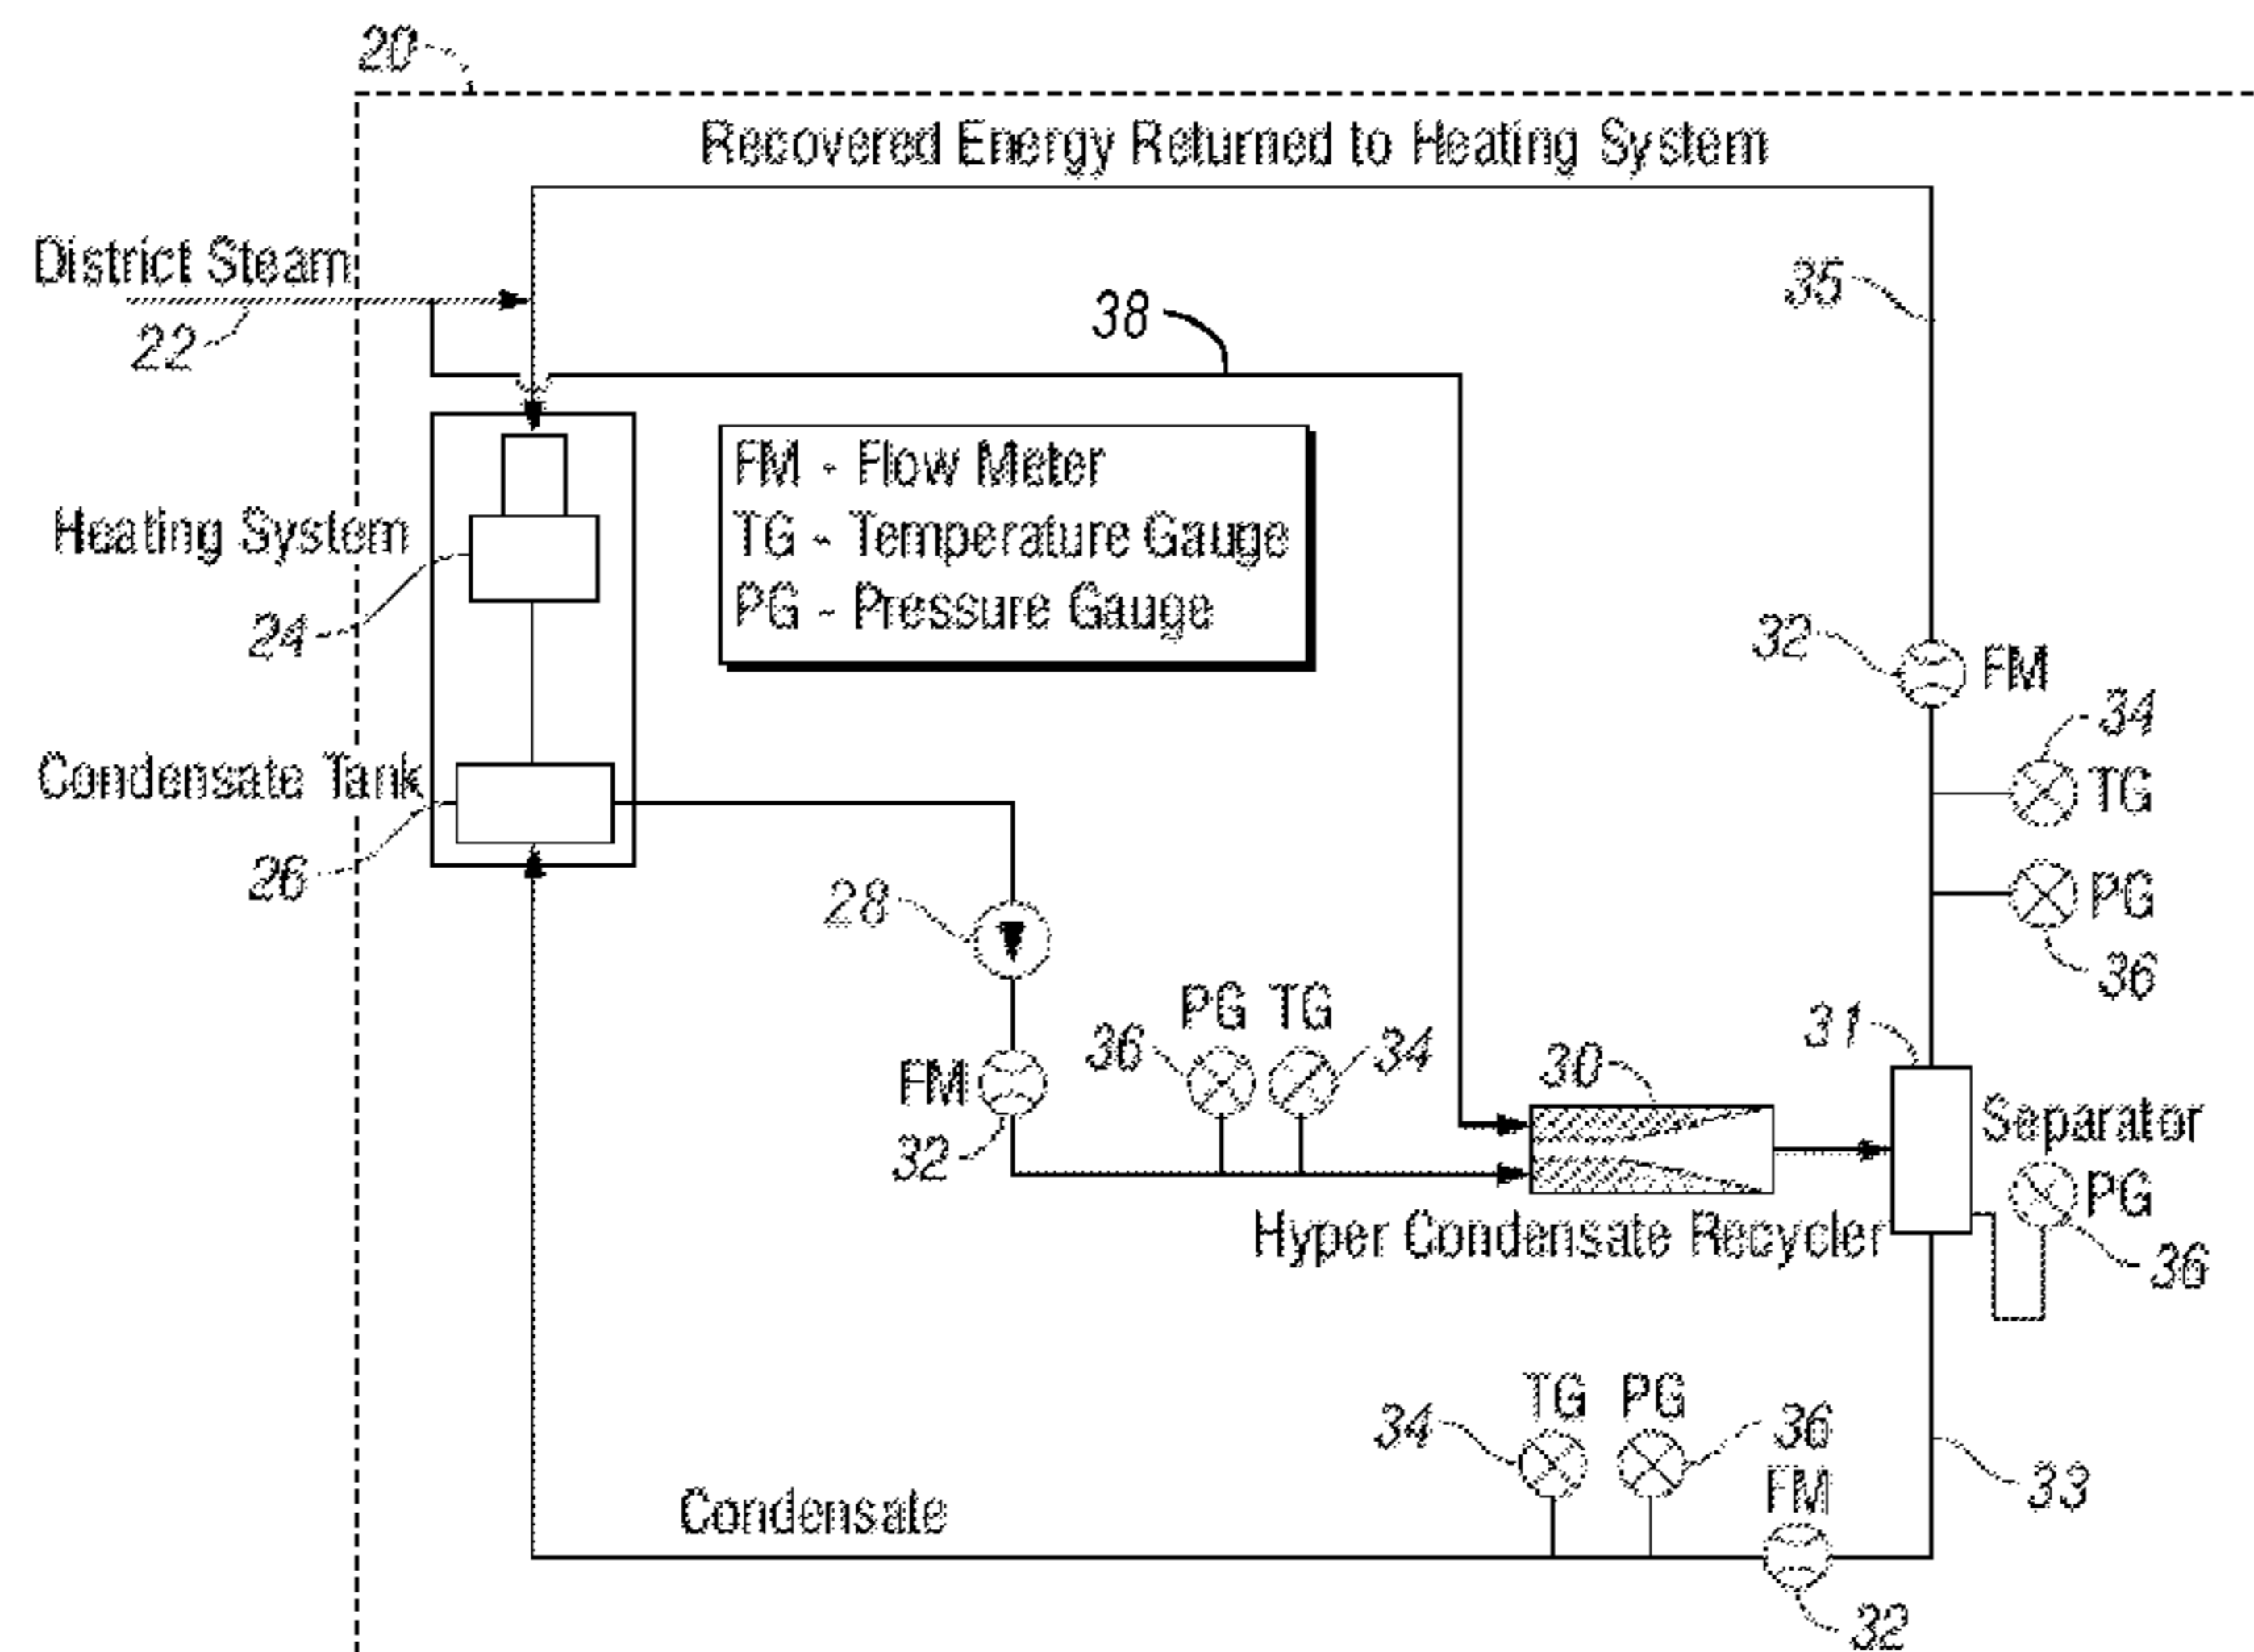 20
Recovered Energy Returned to Heating System
District Steam
22
35
38
FM - Flow Meter
TG - Temperature Gauge
PG - Pressure Gauge
Heating System
24
32
FM
34
TG
Condensate Tank
26
28
PG
36
PG TG
36
34
FM
32
30
31
Separator
PG
36
Hyper Condensate Recycler
TG PG
34
36
FM
33
Condensate
32